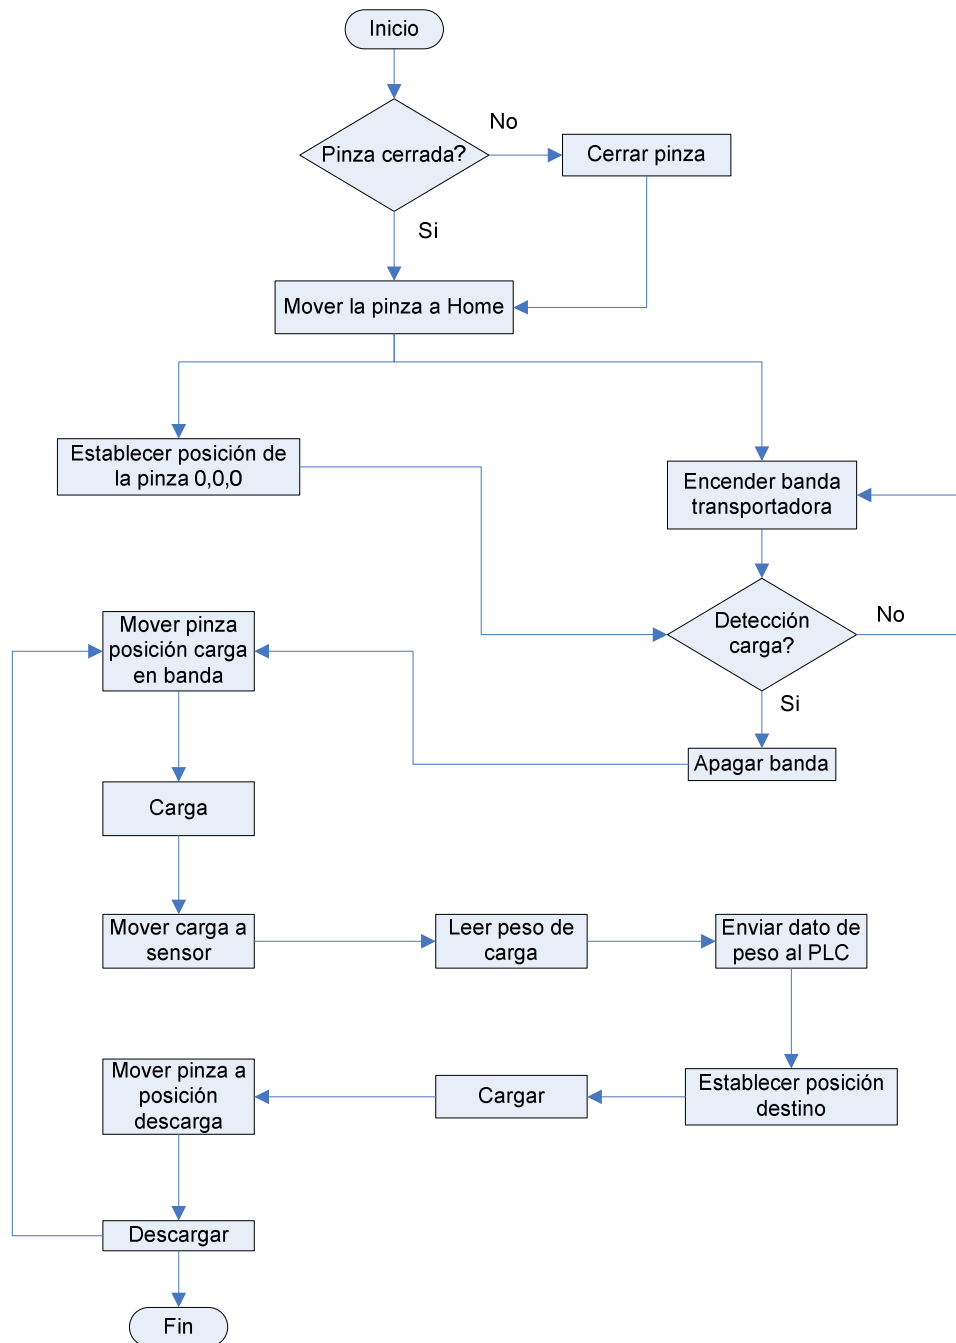 Inicio
No
Pinza cerrada?
Cerrar pinza
Si
Mover la pinza a Home
Establecer posición de
la pinza 0,0,0
Encender banda
transportadora
Detección
carga?
No
Si
Apagar banda
Mover pinza
posición carga
en banda
Carga
Mover carga a
sensor
Leer peso de
carga
Enviar dato de
peso al PLC
Establecer posición
destino
Cargar
Mover pinza a
posición
descarga
Descargar
Fin